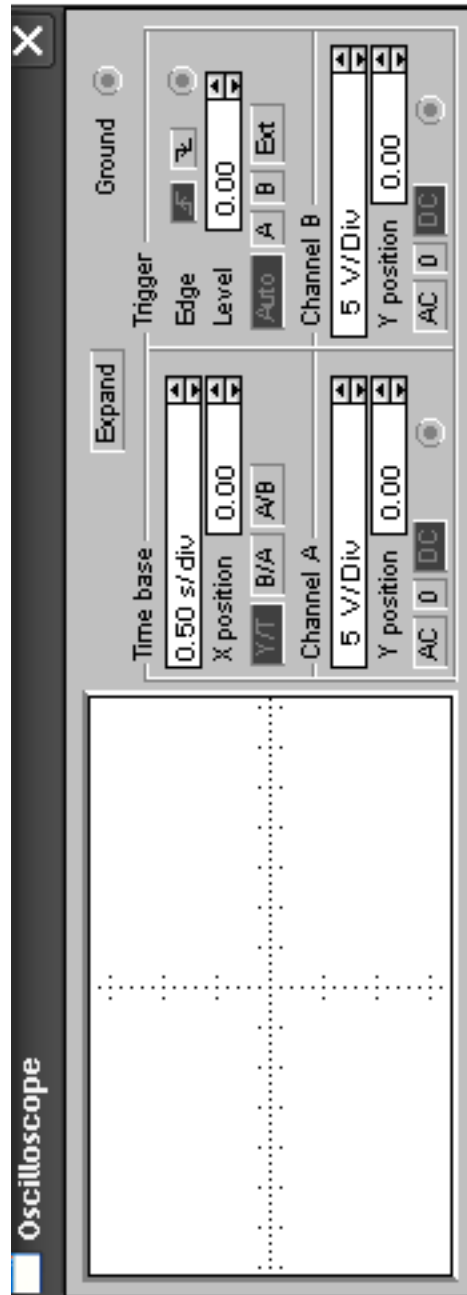 Oscilloscope
Expand
Ground
Time base
0.50 s/div
X position
0.00
Y/T B/A A/B
Trigger
Edge
Level 0.00
Auto A B Ext
Channel A
5 V/Div
Y position
0.00
AC 0 DC
Channel B
5 V/Div
Y position
0.00
AC 0 DC